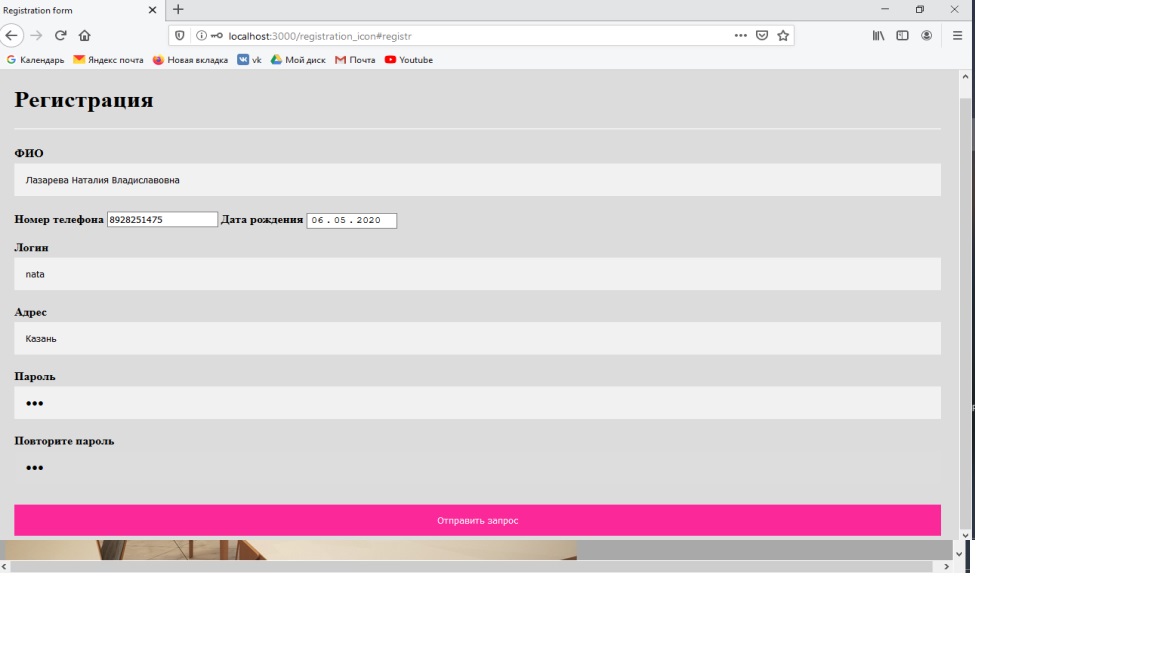 Registration form
localhost:3000/registration_icon#registr
Календарь Яндекс почта Новая вкладка vk Мой диск Почта Youtube
Регистрация
ФИО
Лазарева Наталия Владиславовна
Номер телефона 8928251475 Дата рождения 06.05.2020
Логин
nata
Адрес
Казань
Пароль
•••
Повторите пароль
•••
Отправить запрос